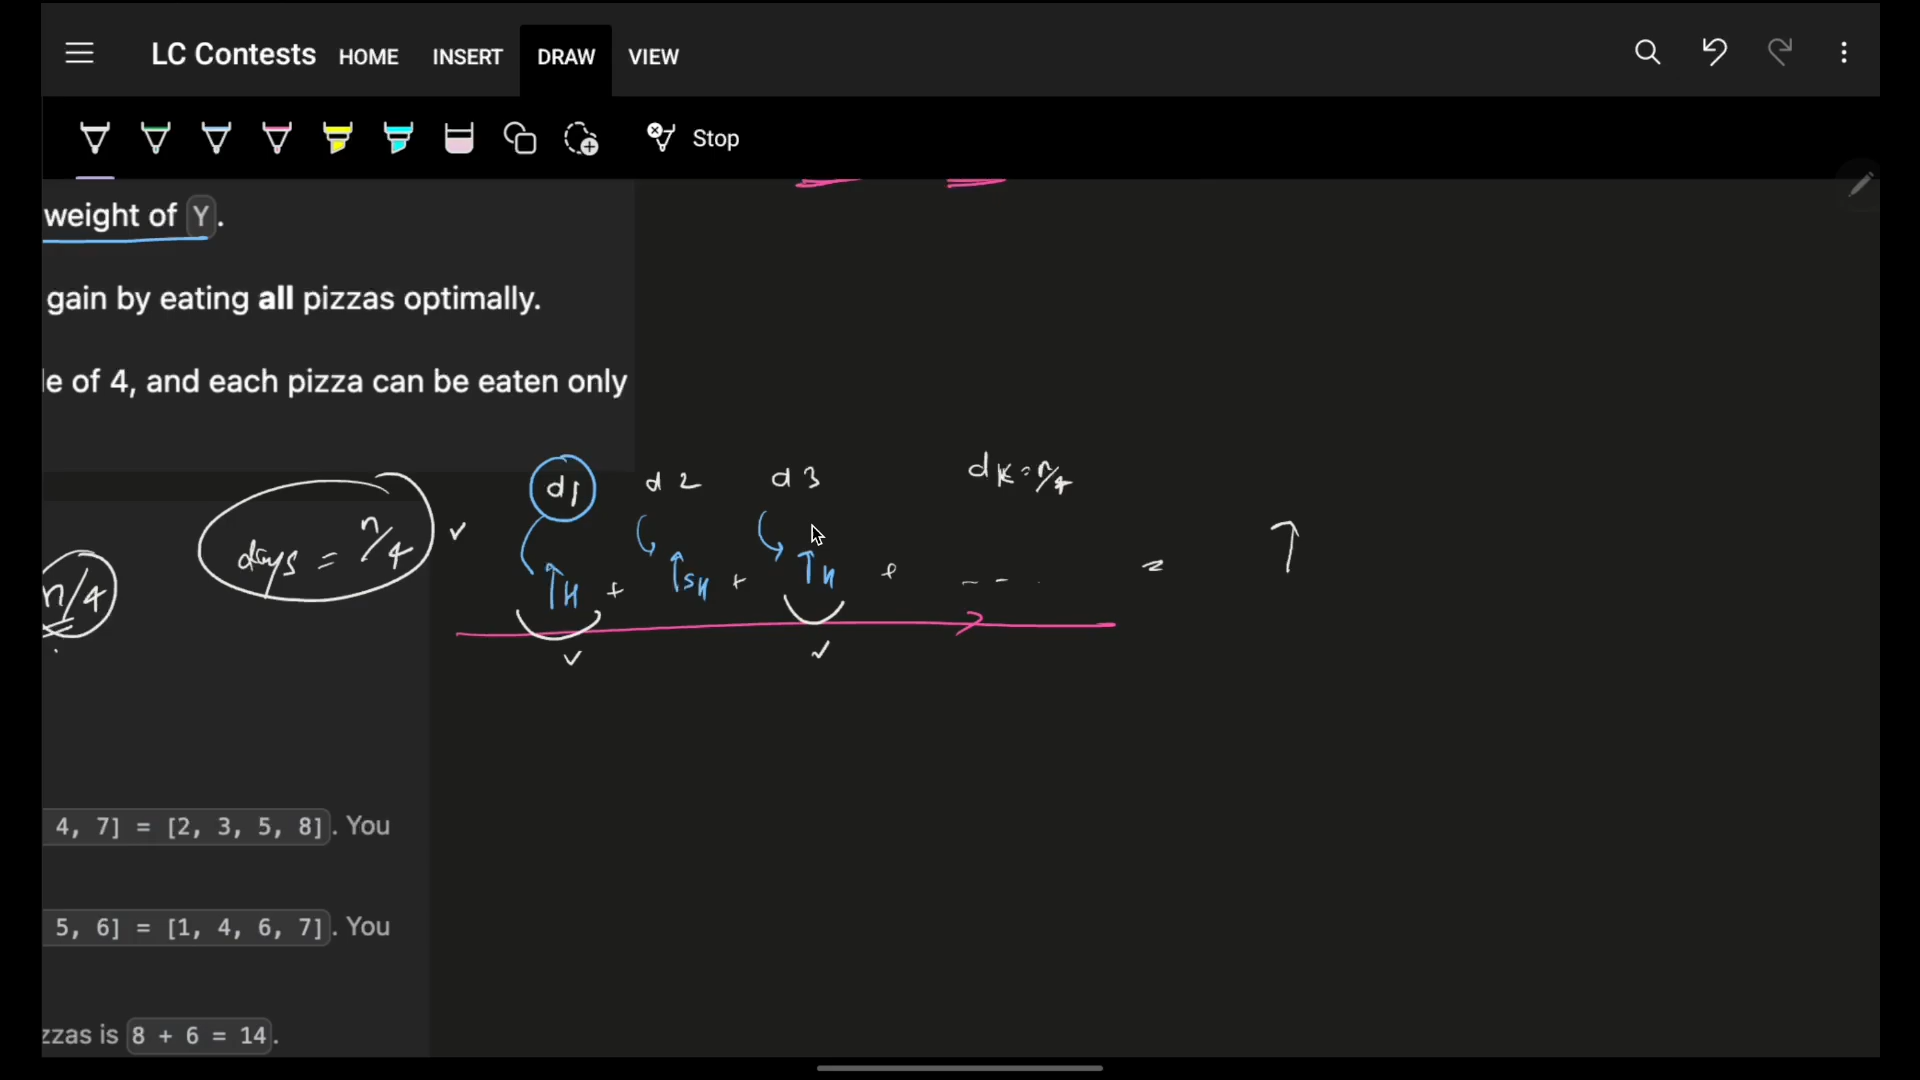 LC Contests HOME INSERT DRAW VIEW
Stop
weight of Y.
gain by eating all pizzas optimally.
le of 4, and each pizza can be eaten only
d1 d2 d3 dk=n/4
days = n/4
n/4
↑H + ↑SH + ↑H + -- . = ↑
4, 7] = [2, 3, 5, 8]. You
5, 6] = [1, 4, 6, 7]. You
zzas is 8 + 6 = 14.